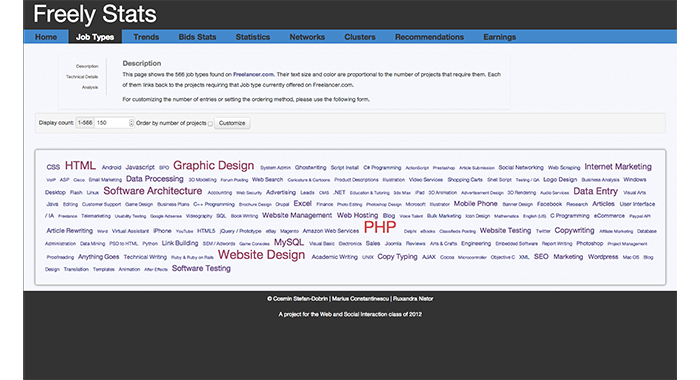 Freely Stats
Home Job Types Trends Bids Stats Statistics Networks Clusters Recommendations Earnings
Description
Technical Details
Analysis
Description
This page shows the 566 job types found on Freelancer.com. Their text size and color are proportional to the number of projects that require them. Each
of them links back to the projects requiring that Job type currently offered on Freelancer.com.
For customizing the number of entries or setting the ordering method, please use the following form.
Display count: 1-566 150 Order by number of projects Customize
CSS HTML Android Javascript BPO Graphic Design System Admin Ghostwriting Script Install C# Programming ActionScript Prestashop Article Submission Social Networking Web Scraping Internet Marketing
VoIP ASP Cisco Email Marketing Data Processing 3D Modelling Forum Posting Web Search Caricature & Cartoons Product Descriptions Illustration Video Services Shopping Carts Shell Script Testing / QA Logo Design Business Analysis Windows
Desktop Flash Linux Software Architecture Accounting Web Security Advertising Leads CMS .NET Education & Tutoring 3ds Max iPad 3D Animation Advertisement Design 3D Rendering Audio Services Data Entry Visual Arts
Java Editing Customer Support Game Design Business Plans C++ Programming Brochure Design Drupal Excel Finance Photo Editing Photoshop Design Microsoft Illustrator Mobile Phone Banner Design Facebook Research Articles User Interface
/ IA Freelance Telemarketing Usability Testing Google Adsense Videography SQL Book Writing Website Management Web Hosting Blog Voice Talent Bulk Marketing Icon Design Mathematics English (US) C Programming eCommerce Paypal API
Article Rewriting Word Virtual Assistant iPhone YouTube HTML5 jQuery / Prototype eBay Magento Amazon Web Services PHP Delphi eBooks Classifieds Posting Website Testing Twitter Copywriting Affiliate Marketing Database
Administration Data Mining PSD to HTML Python Link Building SEM / Adwords Game Consoles MySQL Visual Basic Electronics Sales Joomla Reviews Arts & Crafts Engineering Embedded Software Report Writing Photoshop Project Management
Proofreading Anything Goes Technical Writing Ruby & Ruby on Rails Website Design Academic Writing UNIX Copy Typing AJAX Cocoa Microcontroller Objective C XML SEO Marketing Wordpress Mac OS Blog
Design Translation Templates Animation After Effects Software Testing
© Cosmin Stefan-Dobrin | Marius Constantinescu | Ruxandra Nistor
A project for the Web and Social Interaction class of 2012